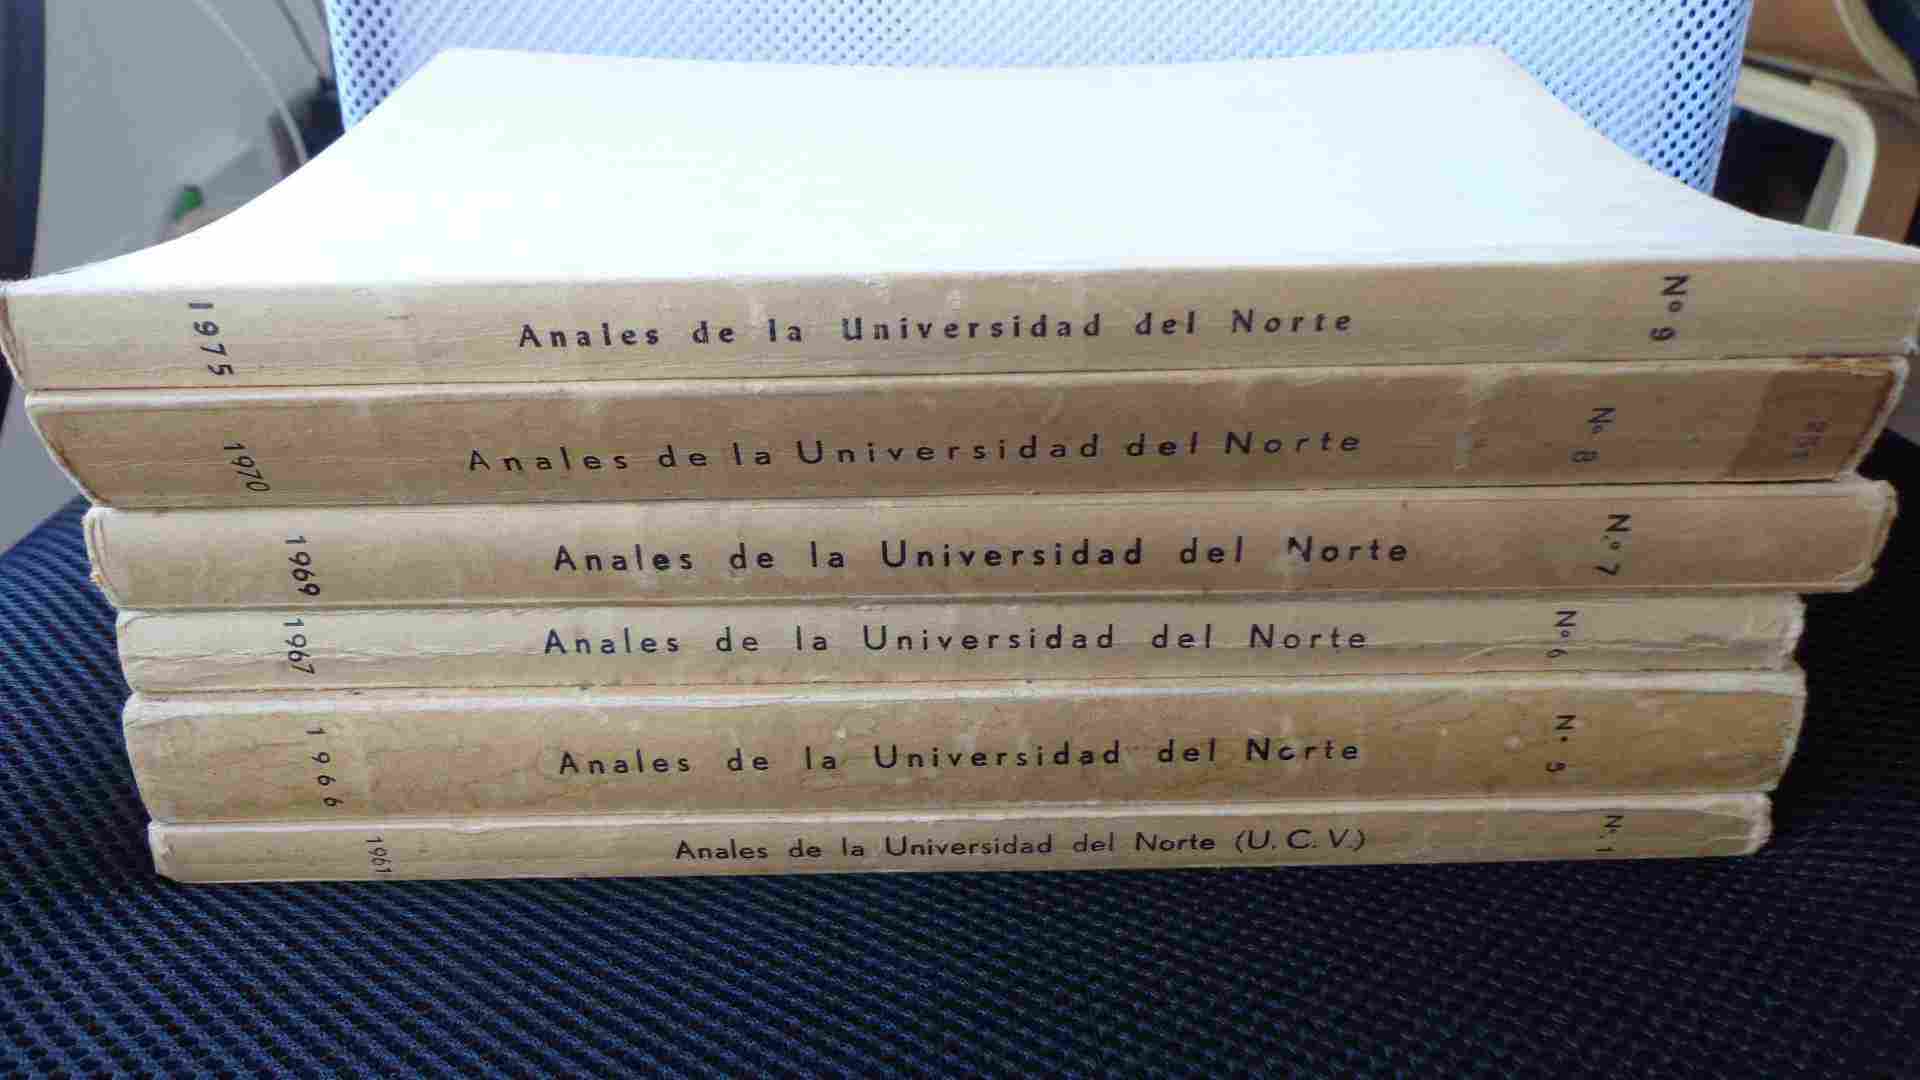 1975 Anales de la Universidad del Norte Nº 9
1970 Anales de la Universidad del Norte Nº 8
1969 Anales de la Universidad del Norte N.º 7
1967 Anales de la Universidad del Norte Nº 6
1966 Anales de la Universidad del Norte N.º 5
1961 Anales de la Universidad del Norte (U. C. V.) N.º 1